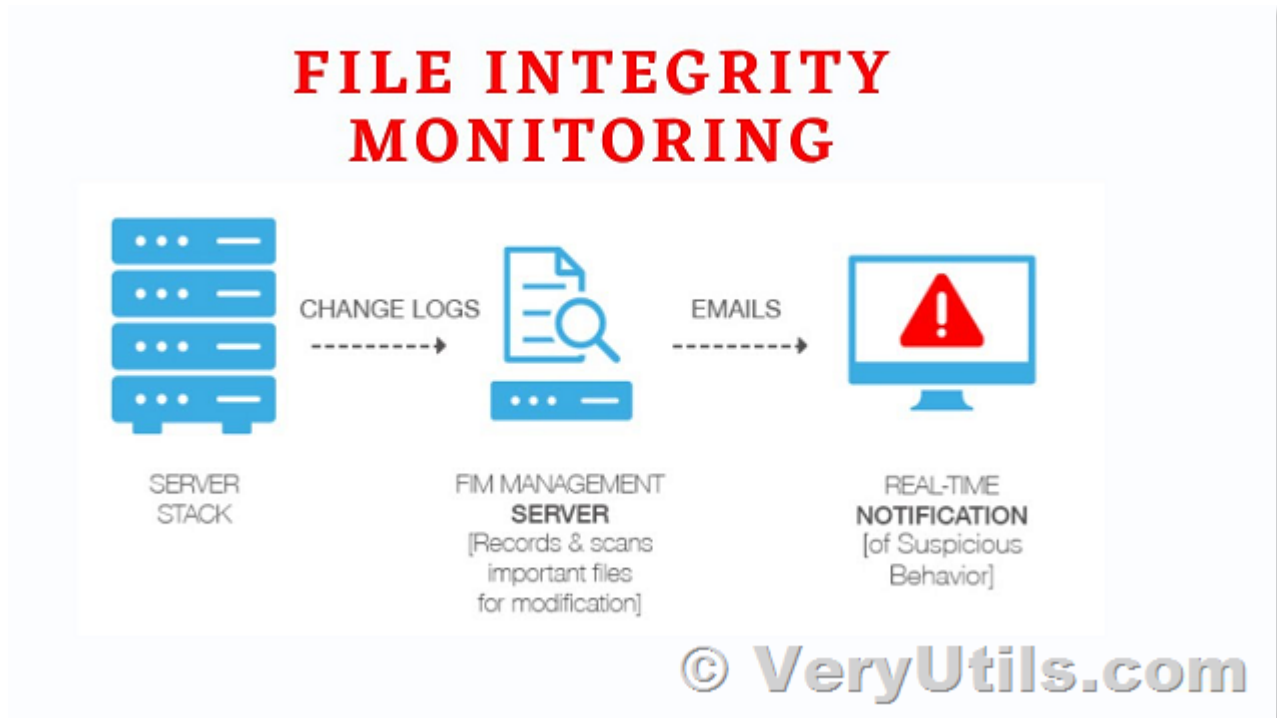 FILE INTEGRITY
MONITORING
CHANGE LOGS
EMAILS
SERVER
STACK
FIM MANAGEMENT
SERVER
[Records & scans
important files
for modification]
REAL-TIME
NOTIFICATION
[of Suspicious
Behavior]
© VeryUtils.com